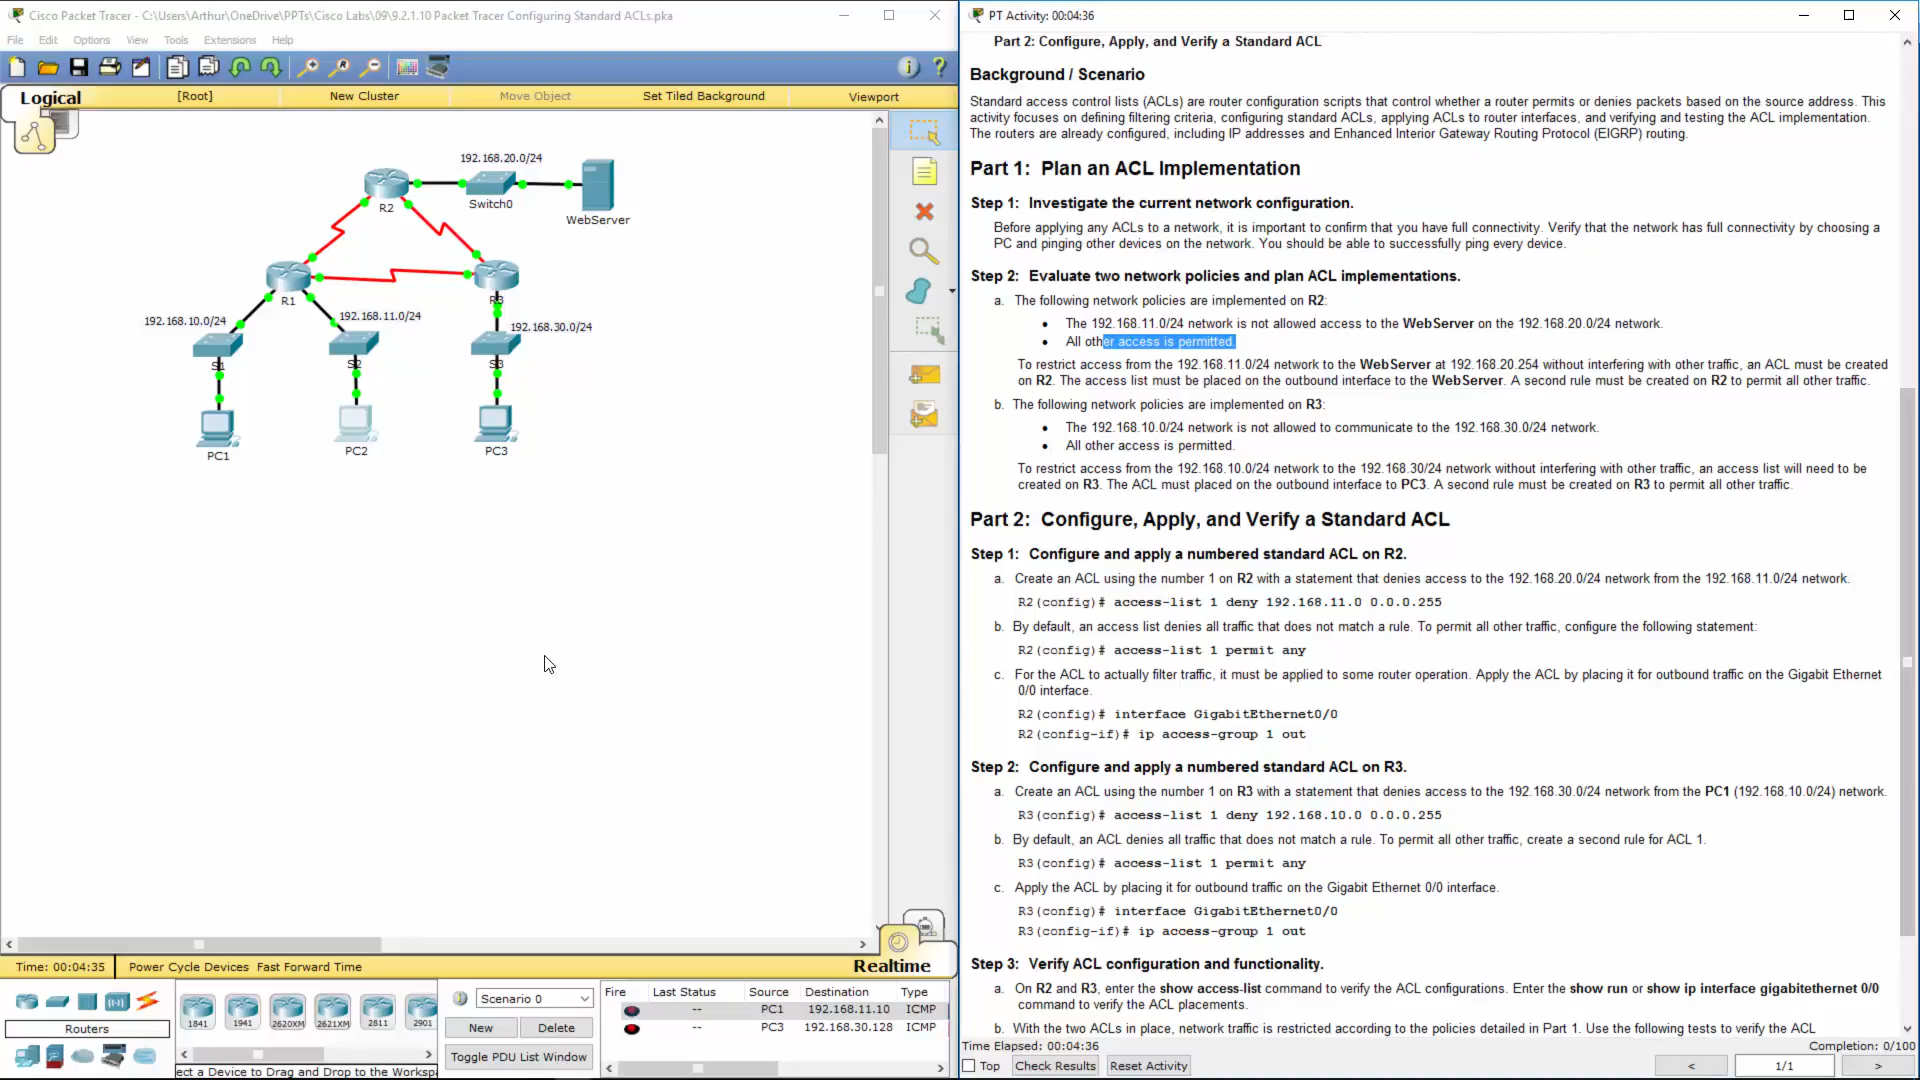 Cisco Packet Tracer - C:\Users\Arthur\OneDrive\PPTs\Cisco Labs\09\9.2.1.10 Packet Tracer Configuring Standard ACLs.pka
File Edit Options View Tools Extensions Help
Logical [Root] New Cluster Move Object Set Tiled Background Viewport
192.168.20.0/24
R2
Switch0
WebServer
R1
R3
192.168.10.0/24
192.168.11.0/24
192.168.30.0/24
S1
S2
S3
PC1
PC2
PC3
Time: 00:04:35 Power Cycle Devices Fast Forward Time
Realtime
Routers
1841 1941 2620XM 2621XM 2811 2901
ect a Device to Drag and Drop to the Workspa
Scenario 0
New Delete
Toggle PDU List Window
Fire Last Status Source Destination Type
-- PC1 192.168.11.10 ICMP
-- PC3 192.168.30.128 ICMP
PT Activity: 00:04:36
Part 2: Configure, Apply, and Verify a Standard ACL
Background / Scenario
Standard access control lists (ACLs) are router configuration scripts that control whether a router permits or denies packets based on the source address. This
activity focuses on defining filtering criteria, configuring standard ACLs, applying ACLs to router interfaces, and verifying and testing the ACL implementation.
The routers are already configured, including IP addresses and Enhanced Interior Gateway Routing Protocol (EIGRP) routing.
Part 1: Plan an ACL Implementation
Step 1: Investigate the current network configuration.
Before applying any ACLs to a network, it is important to confirm that you have full connectivity. Verify that the network has full connectivity by choosing a
PC and pinging other devices on the network. You should be able to successfully ping every device.
Step 2: Evaluate two network policies and plan ACL implementations.
a. The following network policies are implemented on R2:
• The 192.168.11.0/24 network is not allowed access to the WebServer on the 192.168.20.0/24 network.
• All other access is permitted.
To restrict access from the 192.168.11.0/24 network to the WebServer at 192.168.20.254 without interfering with other traffic, an ACL must be created
on R2. The access list must be placed on the outbound interface to the WebServer. A second rule must be created on R2 to permit all other traffic.
b. The following network policies are implemented on R3:
• The 192.168.10.0/24 network is not allowed to communicate to the 192.168.30.0/24 network.
• All other access is permitted.
To restrict access from the 192.168.10.0/24 network to the 192.168.30/24 network without interfering with other traffic, an access list will need to be
created on R3. The ACL must placed on the outbound interface to PC3. A second rule must be created on R3 to permit all other traffic.
Part 2: Configure, Apply, and Verify a Standard ACL
Step 1: Configure and apply a numbered standard ACL on R2.
a. Create an ACL using the number 1 on R2 with a statement that denies access to the 192.168.20.0/24 network from the 192.168.11.0/24 network.
R2(config)# access-list 1 deny 192.168.11.0 0.0.0.255
b. By default, an access list denies all traffic that does not match a rule. To permit all other traffic, configure the following statement:
R2(config)# access-list 1 permit any
c. For the ACL to actually filter traffic, it must be applied to some router operation. Apply the ACL by placing it for outbound traffic on the Gigabit Ethernet
0/0 interface.
R2(config)# interface GigabitEthernet0/0
R2(config-if)# ip access-group 1 out
Step 2: Configure and apply a numbered standard ACL on R3.
a. Create an ACL using the number 1 on R3 with a statement that denies access to the 192.168.30.0/24 network from the PC1 (192.168.10.0/24) network.
R3(config)# access-list 1 deny 192.168.10.0 0.0.0.255
b. By default, an ACL denies all traffic that does not match a rule. To permit all other traffic, create a second rule for ACL 1.
R3(config)# access-list 1 permit any
c. Apply the ACL by placing it for outbound traffic on the Gigabit Ethernet 0/0 interface.
R3(config)# interface GigabitEthernet0/0
R3(config-if)# ip access-group 1 out
Step 3: Verify ACL configuration and functionality.
a. On R2 and R3, enter the show access-list command to verify the ACL configurations. Enter the show run or show ip interface gigabitethernet 0/0
command to verify the ACL placements.
b. With the two ACLs in place, network traffic is restricted according to the policies detailed in Part 1. Use the following tests to verify the ACL
Time Elapsed: 00:04:36 Completion: 0/100
Top Check Results Reset Activity < 1/1 >